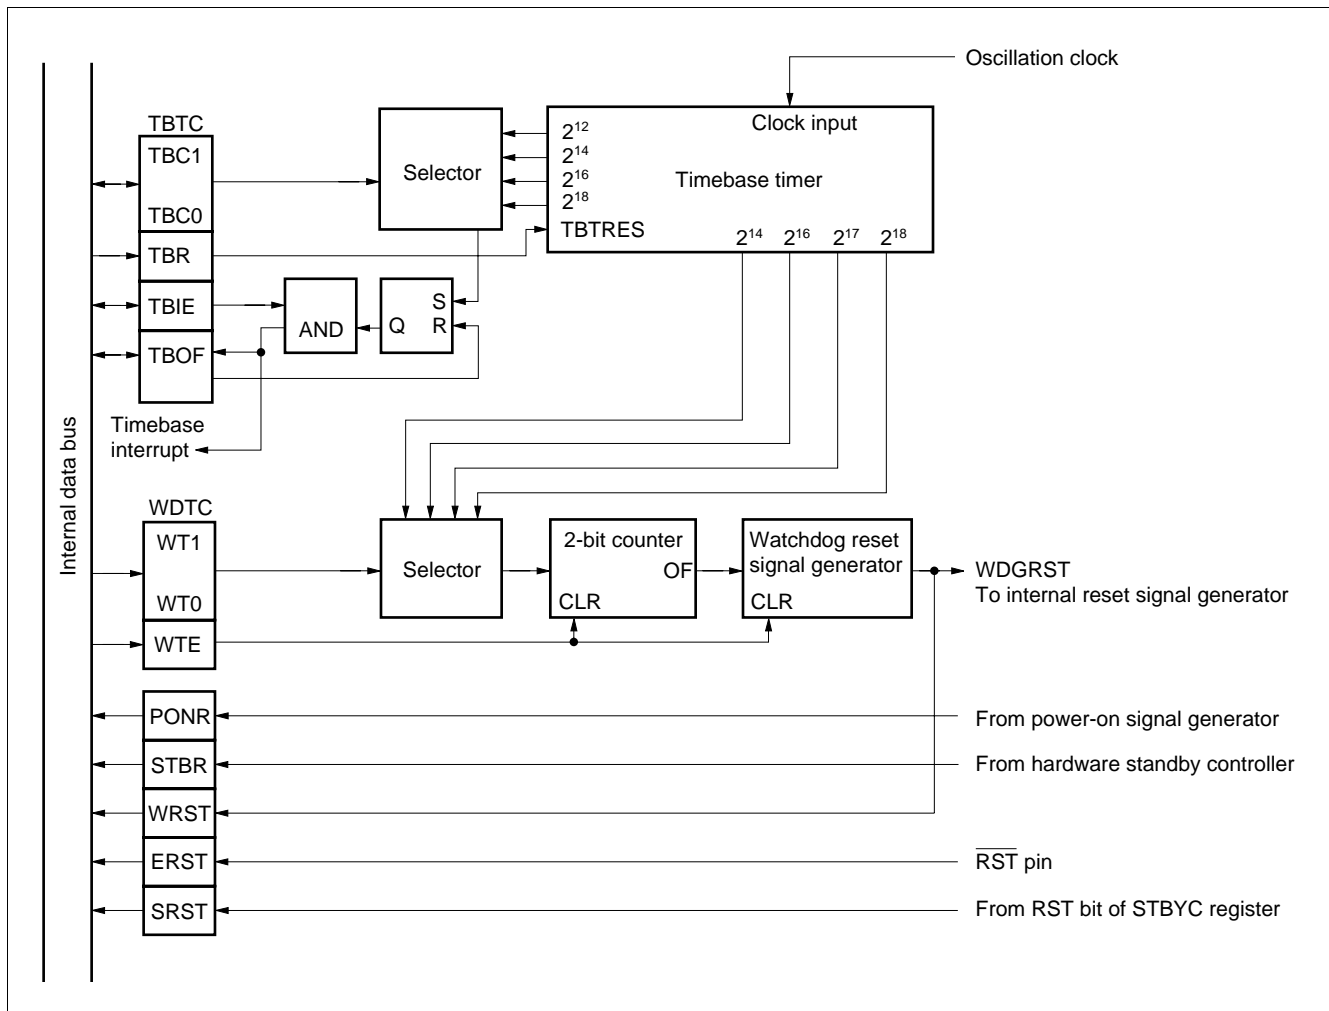 Oscillation clock
TBTC
TBC1
TBC0
TBR
TBIE
TBOF
Selector
2¹²
2¹⁴
2¹⁶
2¹⁸
TBTRES
Clock input
Timebase timer
2¹⁴ 2¹⁶ 2¹⁷ 2¹⁸
AND
S
Q R
Timebase
interrupt
Internal data bus
WDTC
WT1
WT0
WTE
Selector
2-bit counter
OF
CLR
Watchdog reset
signal generator
CLR
WDGRST
To internal reset signal generator
PONR
From power-on signal generator
STBR
From hardware standby controller
WRST
ERST
R̅S̅T̅ pin
SRST
From RST bit of STBYC register